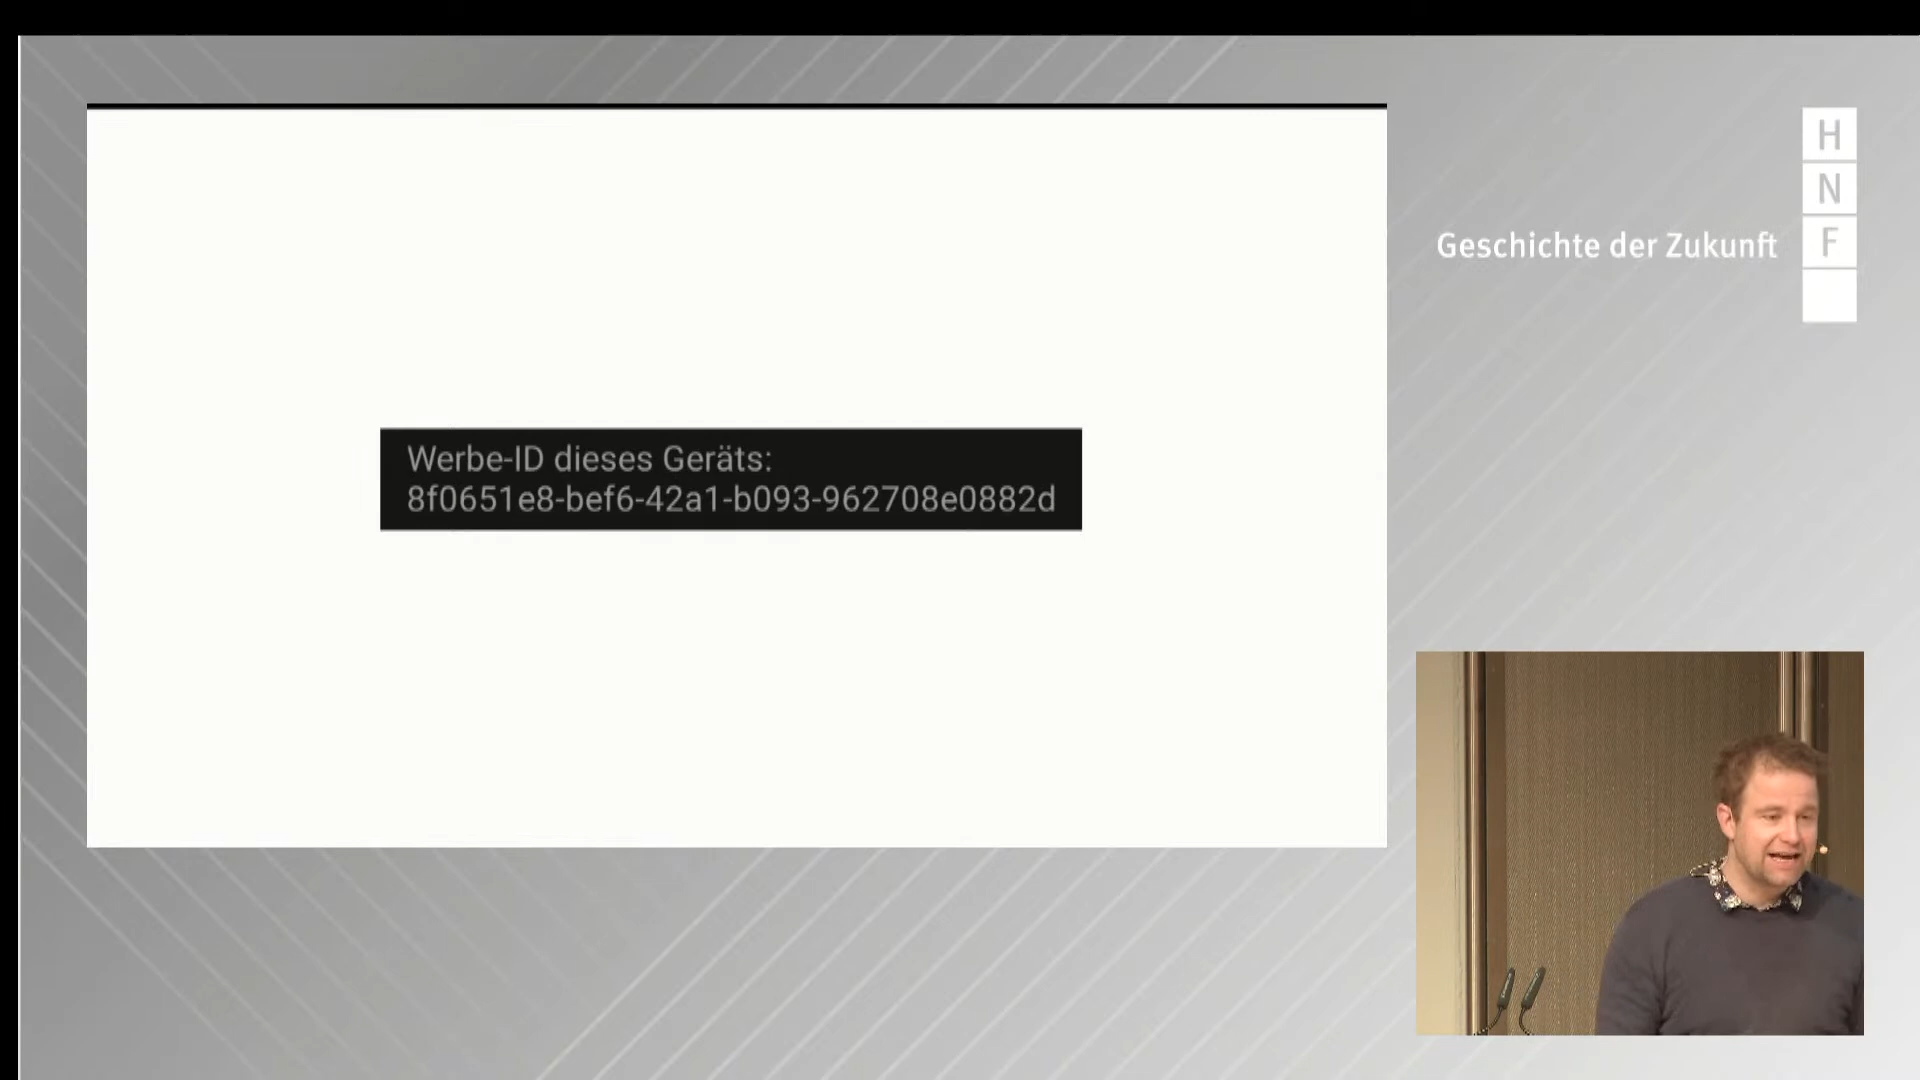 Werbe-ID dieses Geräts:
8f0651e8-bef6-42a1-b093-962708e0882d
Geschichte der Zukunft
H
N
F